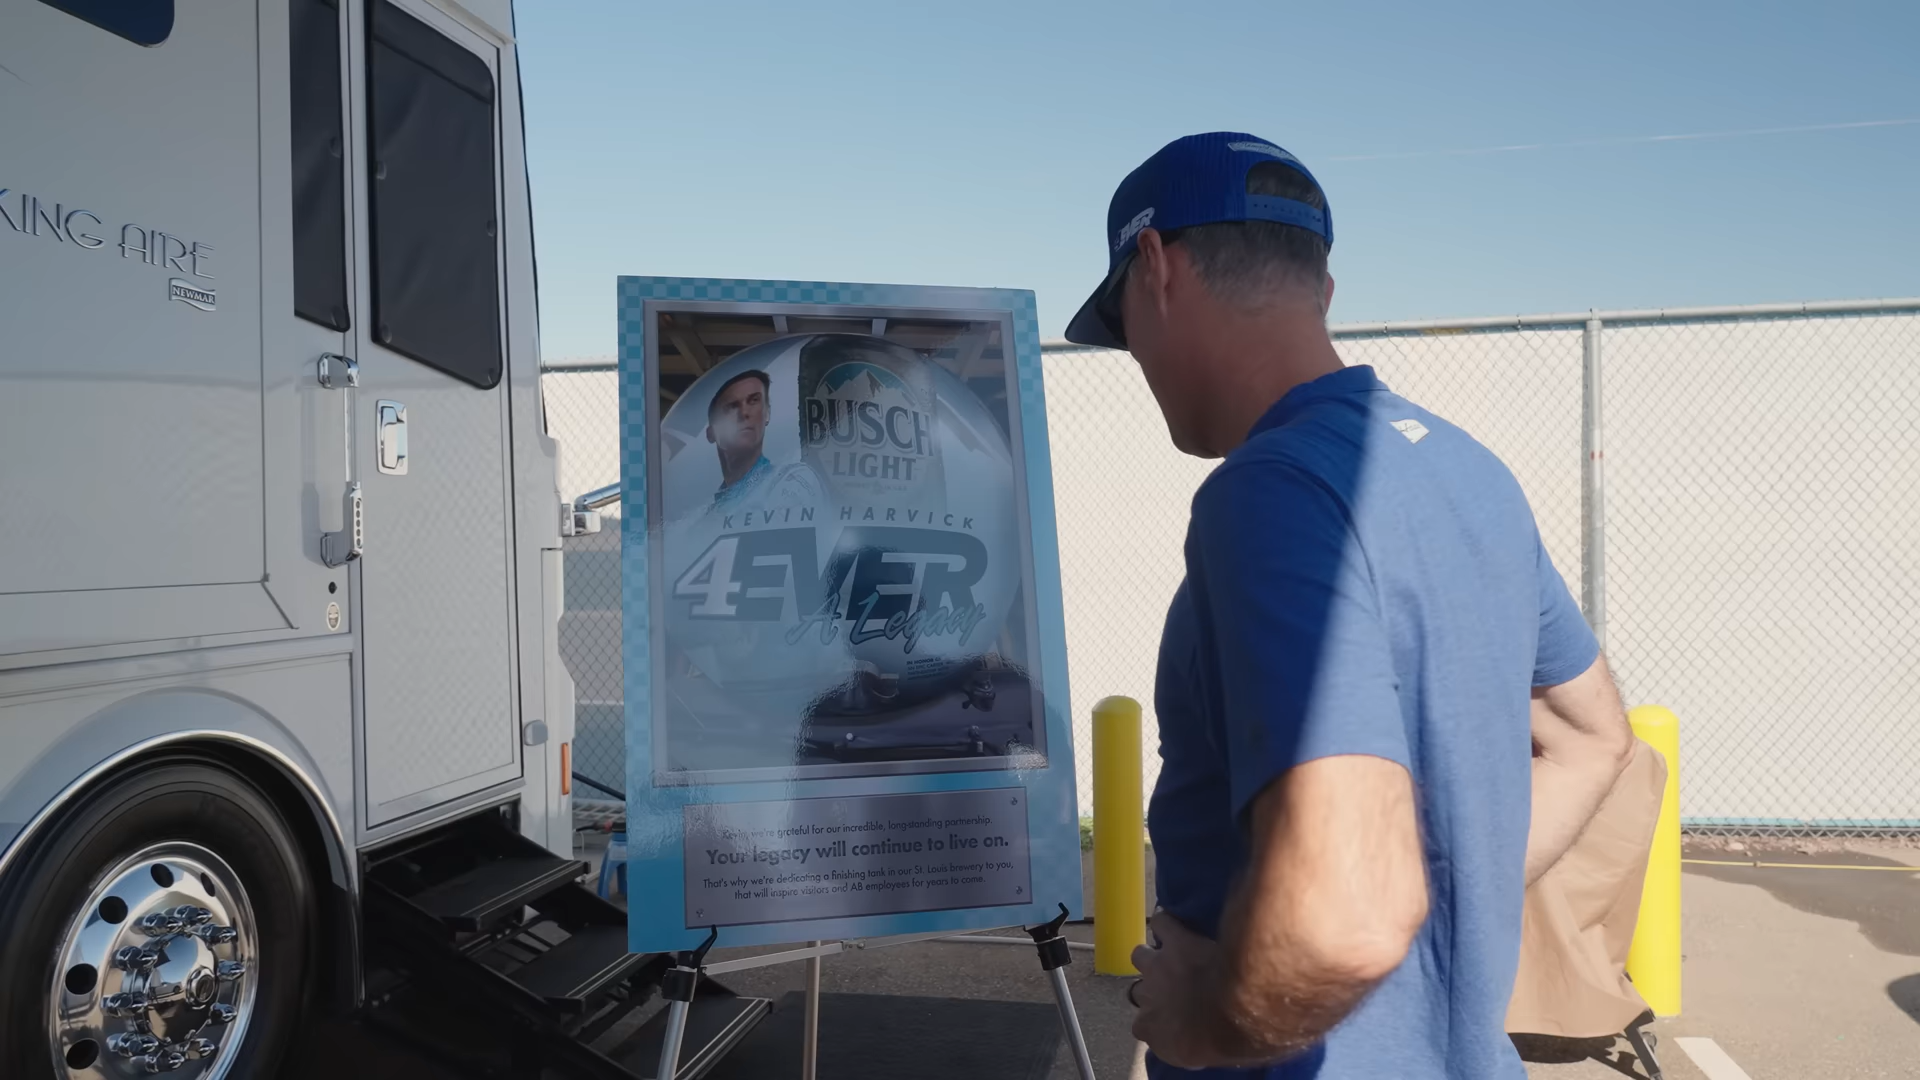 KING AIRE
NEWMAR
EVER
BUSCH
LIGHT
KEVIN HARVICK
4EVER
A Legacy
Kevin, we're grateful for our incredible, long-standing partnership.
Your legacy will continue to live on.
That's why we're dedicating a finishing tank in our St. Louis brewery to you,
that will inspire visitors and AB employees for years to come.